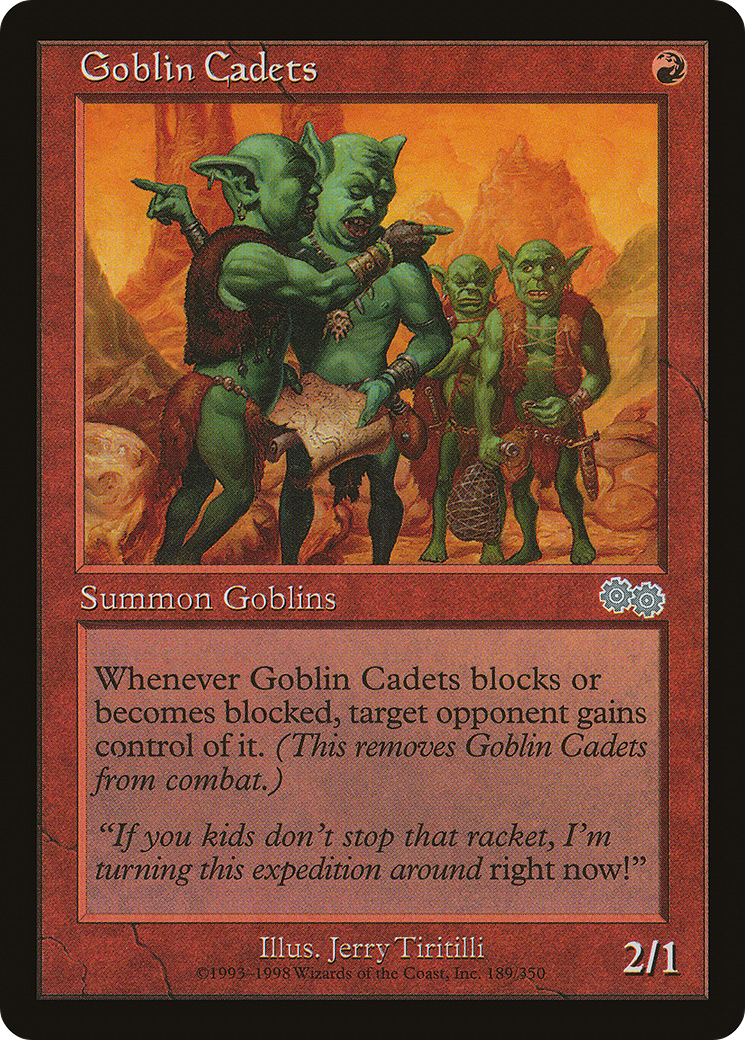 Goblin Cadets
Summon Goblins
Whenever Goblin Cadets blocks or
becomes blocked, target opponent gains
control of it. (This removes Goblin Cadets
from combat.)
“If you kids don’t stop that racket, I’m
turning this expedition around right now!”
Illus. Jerry Tiritilli
©1993–1998 Wizards of the Coast, Inc. 189/350
2/1